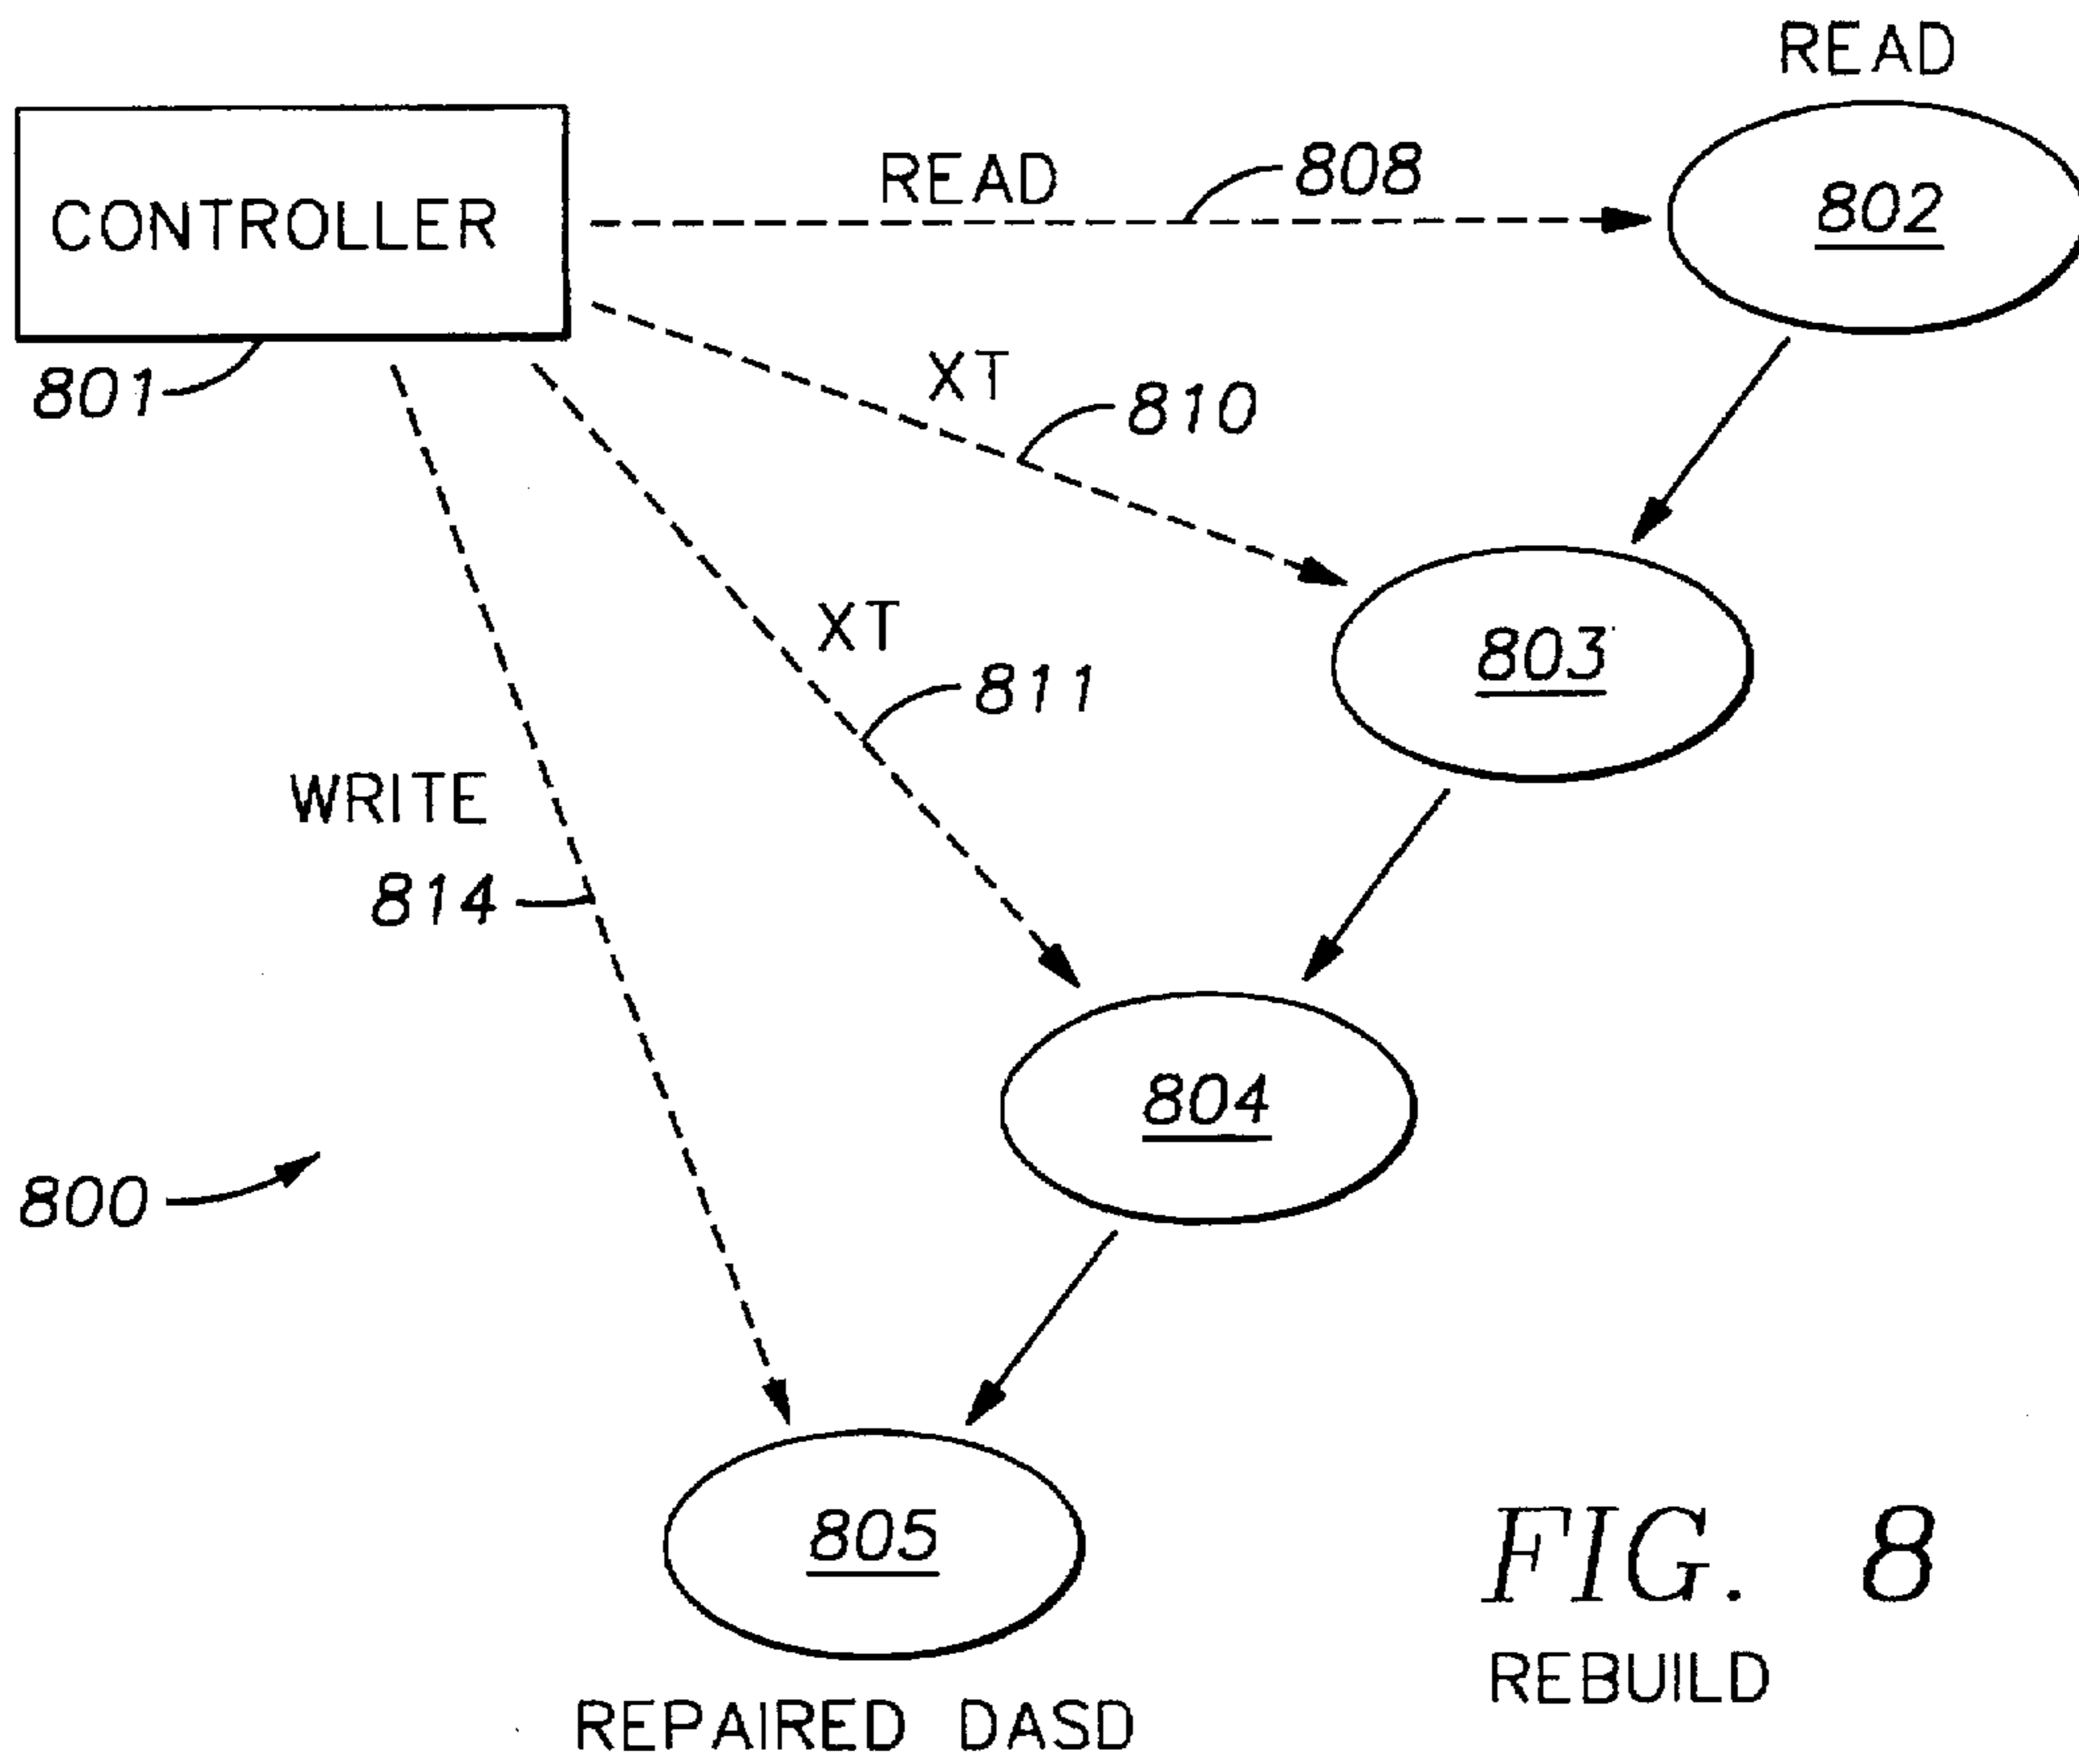 READ
CONTROLLER
READ
808
802
801
XT
810
XT
803
811
WRITE
814
804
800
805
FIG. 8
REBUILD
REPAIRED DASD